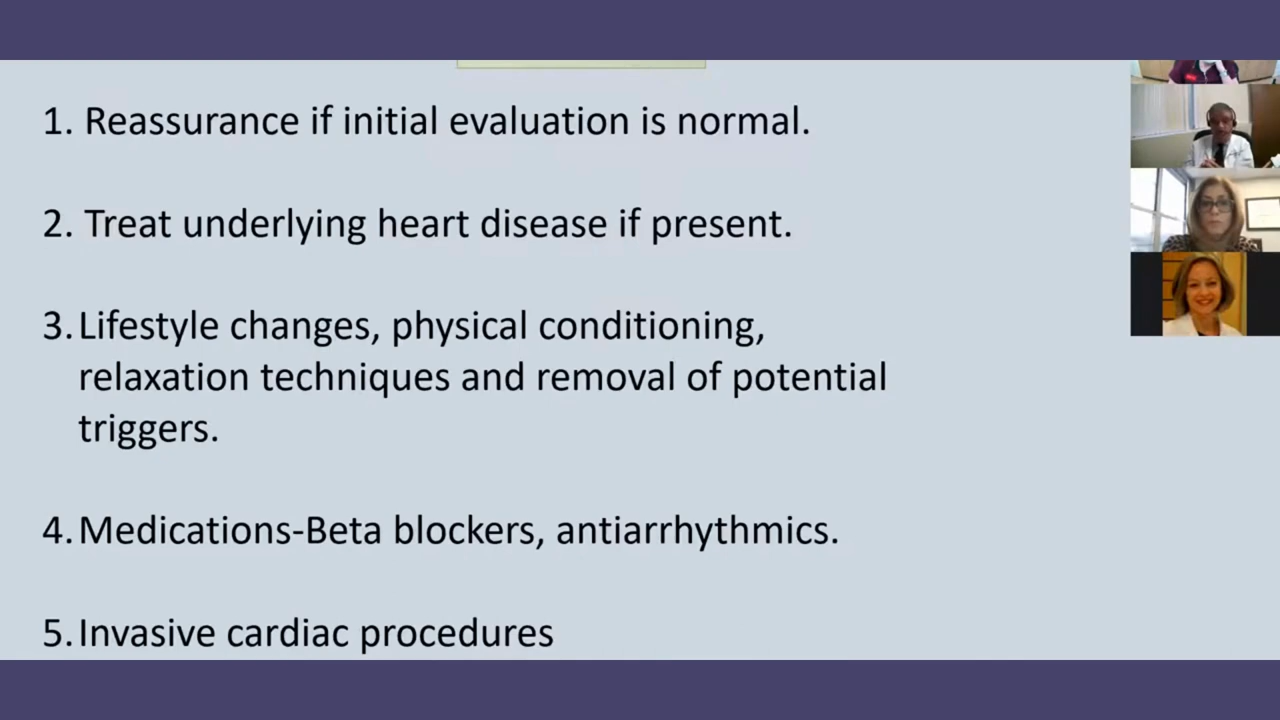 1. Reassurance if initial evaluation is normal.
2. Treat underlying heart disease if present.
3. Lifestyle changes, physical conditioning,
relaxation techniques and removal of potential
triggers.
4. Medications-Beta blockers, antiarrhythmics.
5. Invasive cardiac procedures